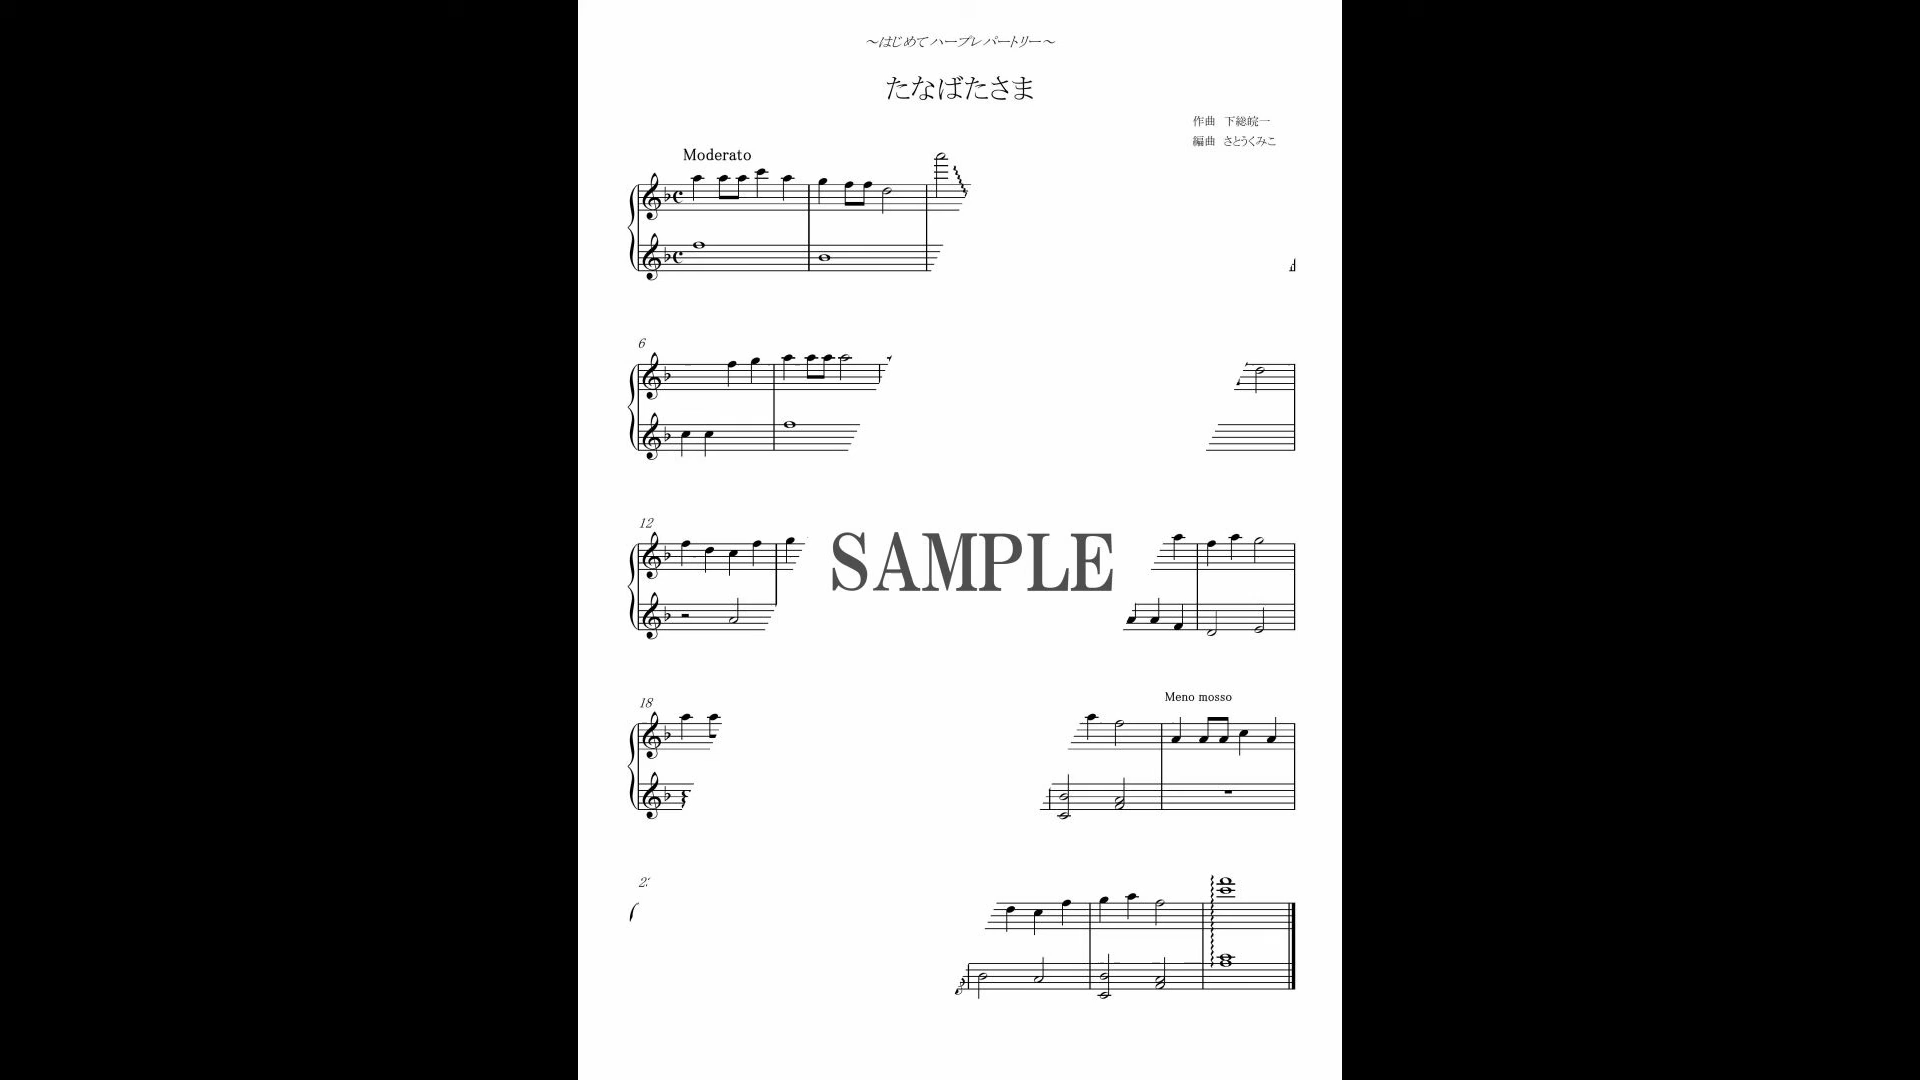 ～はじめてハープレパートリー～
たなばたさま
作曲 下総皖一
編曲 さとうくみこ
Moderato
6
12
SAMPLE
18
Meno mosso